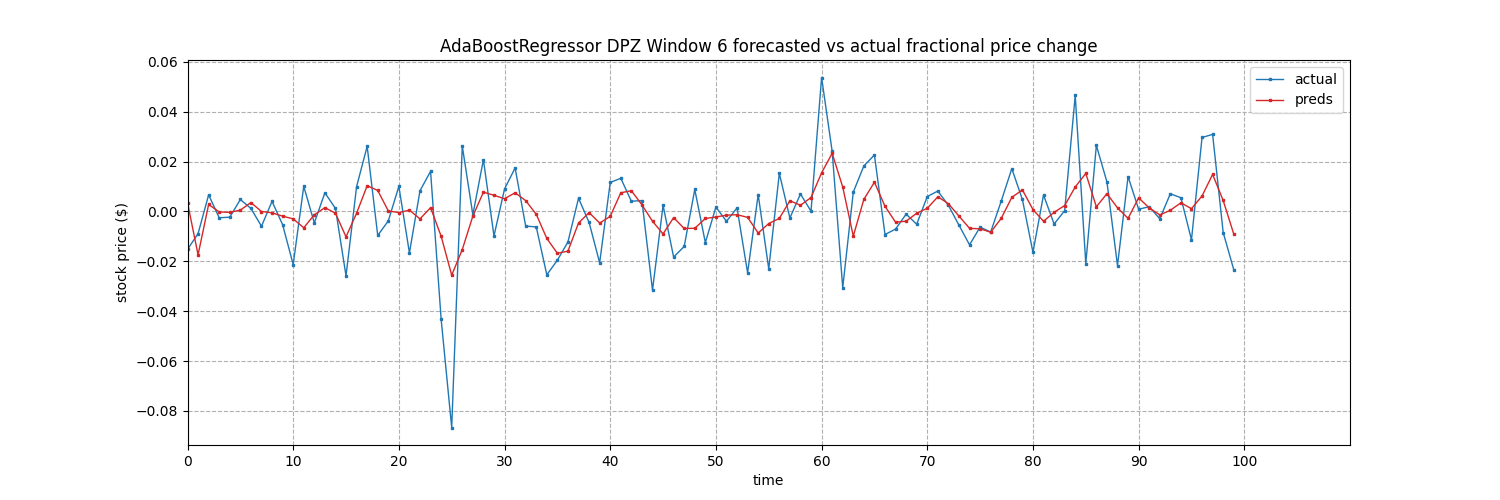 AdaBoostRegressor DPZ Window 6 forecasted vs actual fractional price change
actual
preds
0.06
0.04
0.02
0.00
−0.02
−0.04
−0.06
−0.08
stock price ($)
0 10 20 30 40 50 60 70 80 90 100
time